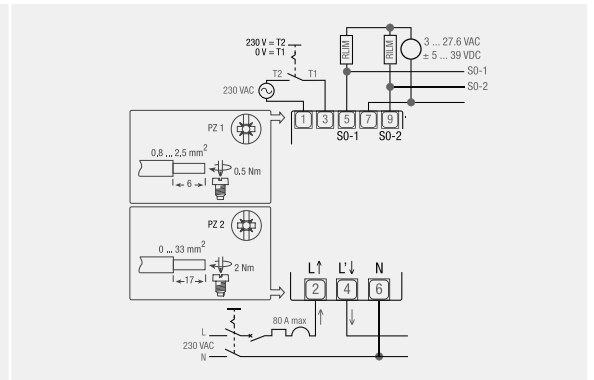 230 V = T2
0 V = T1
T2 T1
230 VAC
RLIM
RLIM
3 ... 27.6 VAC
± 5 ... 39 VDC
S0-1
S0-2
1 3 5 7 9
S0-1 S0-2
PZ 1
0,8 ... 2,5 mm²
6
0.5 Nm
PZ 2
0 ... 33 mm²
17
2 Nm
L↑ L'↓ N
2 4 6
80 A max
L
230 VAC
N